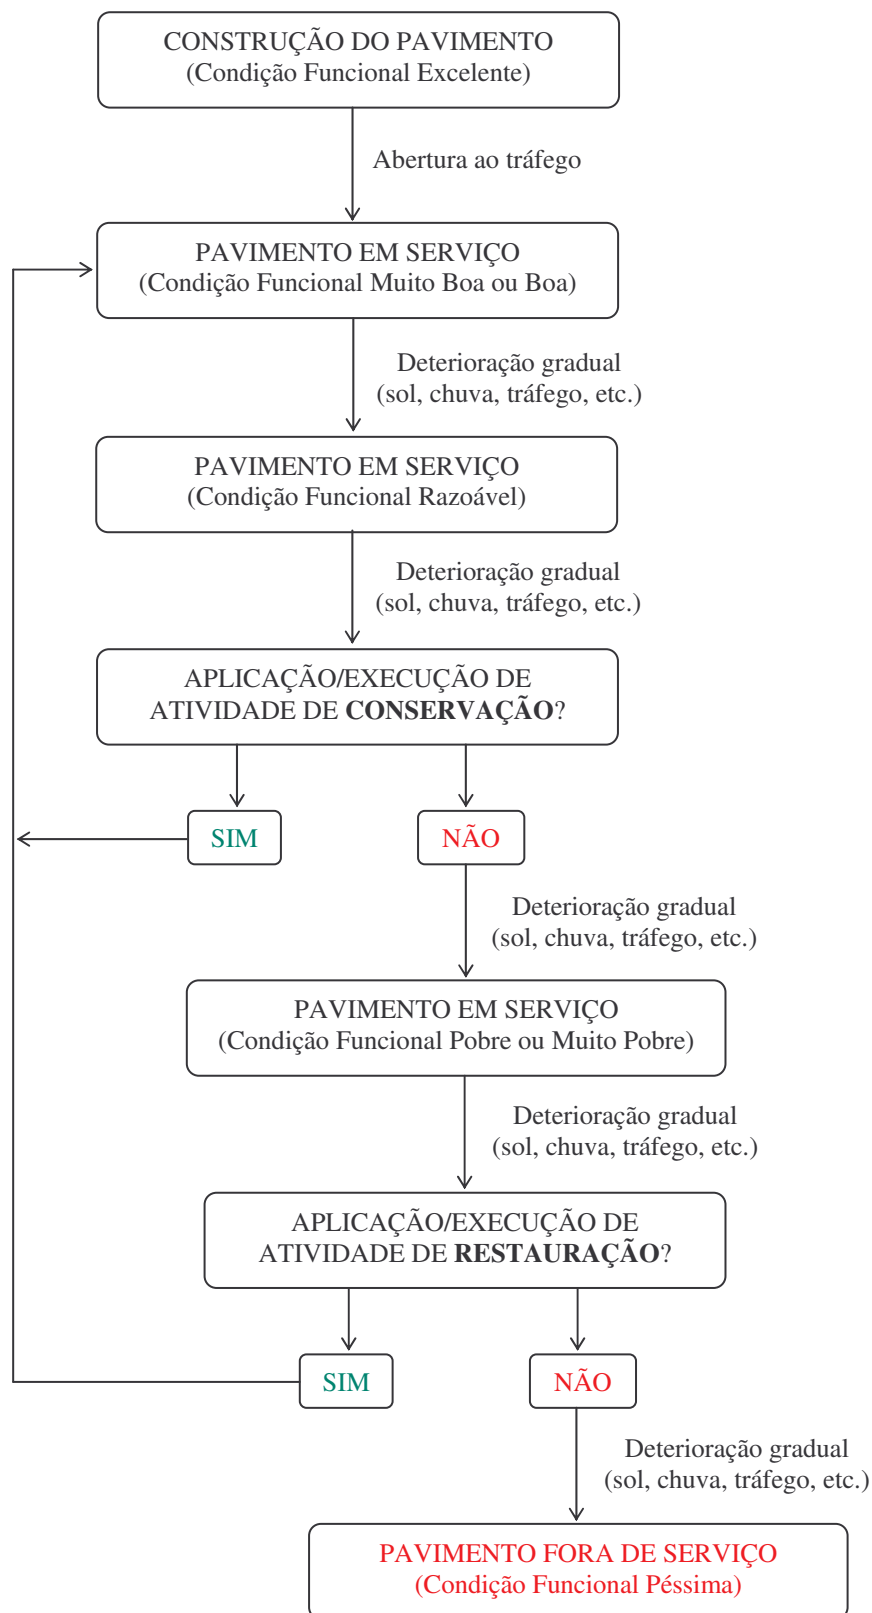 CONSTRUÇÃO DO PAVIMENTO
(Condição Funcional Excelente)
Abertura ao tráfego
PAVIMENTO EM SERVIÇO
(Condição Funcional Muito Boa ou Boa)
Deterioração gradual
(sol, chuva, tráfego, etc.)
PAVIMENTO EM SERVIÇO
(Condição Funcional Razoável)
Deterioração gradual
(sol, chuva, tráfego, etc.)
APLICAÇÃO/EXECUÇÃO DE
ATIVIDADE DE CONSERVAÇÃO?
SIM
NÃO
Deterioração gradual
(sol, chuva, tráfego, etc.)
PAVIMENTO EM SERVIÇO
(Condição Funcional Pobre ou Muito Pobre)
Deterioração gradual
(sol, chuva, tráfego, etc.)
APLICAÇÃO/EXECUÇÃO DE
ATIVIDADE DE RESTAURAÇÃO?
SIM
NÃO
Deterioração gradual
(sol, chuva, tráfego, etc.)
PAVIMENTO FORA DE SERVIÇO
(Condição Funcional Péssima)